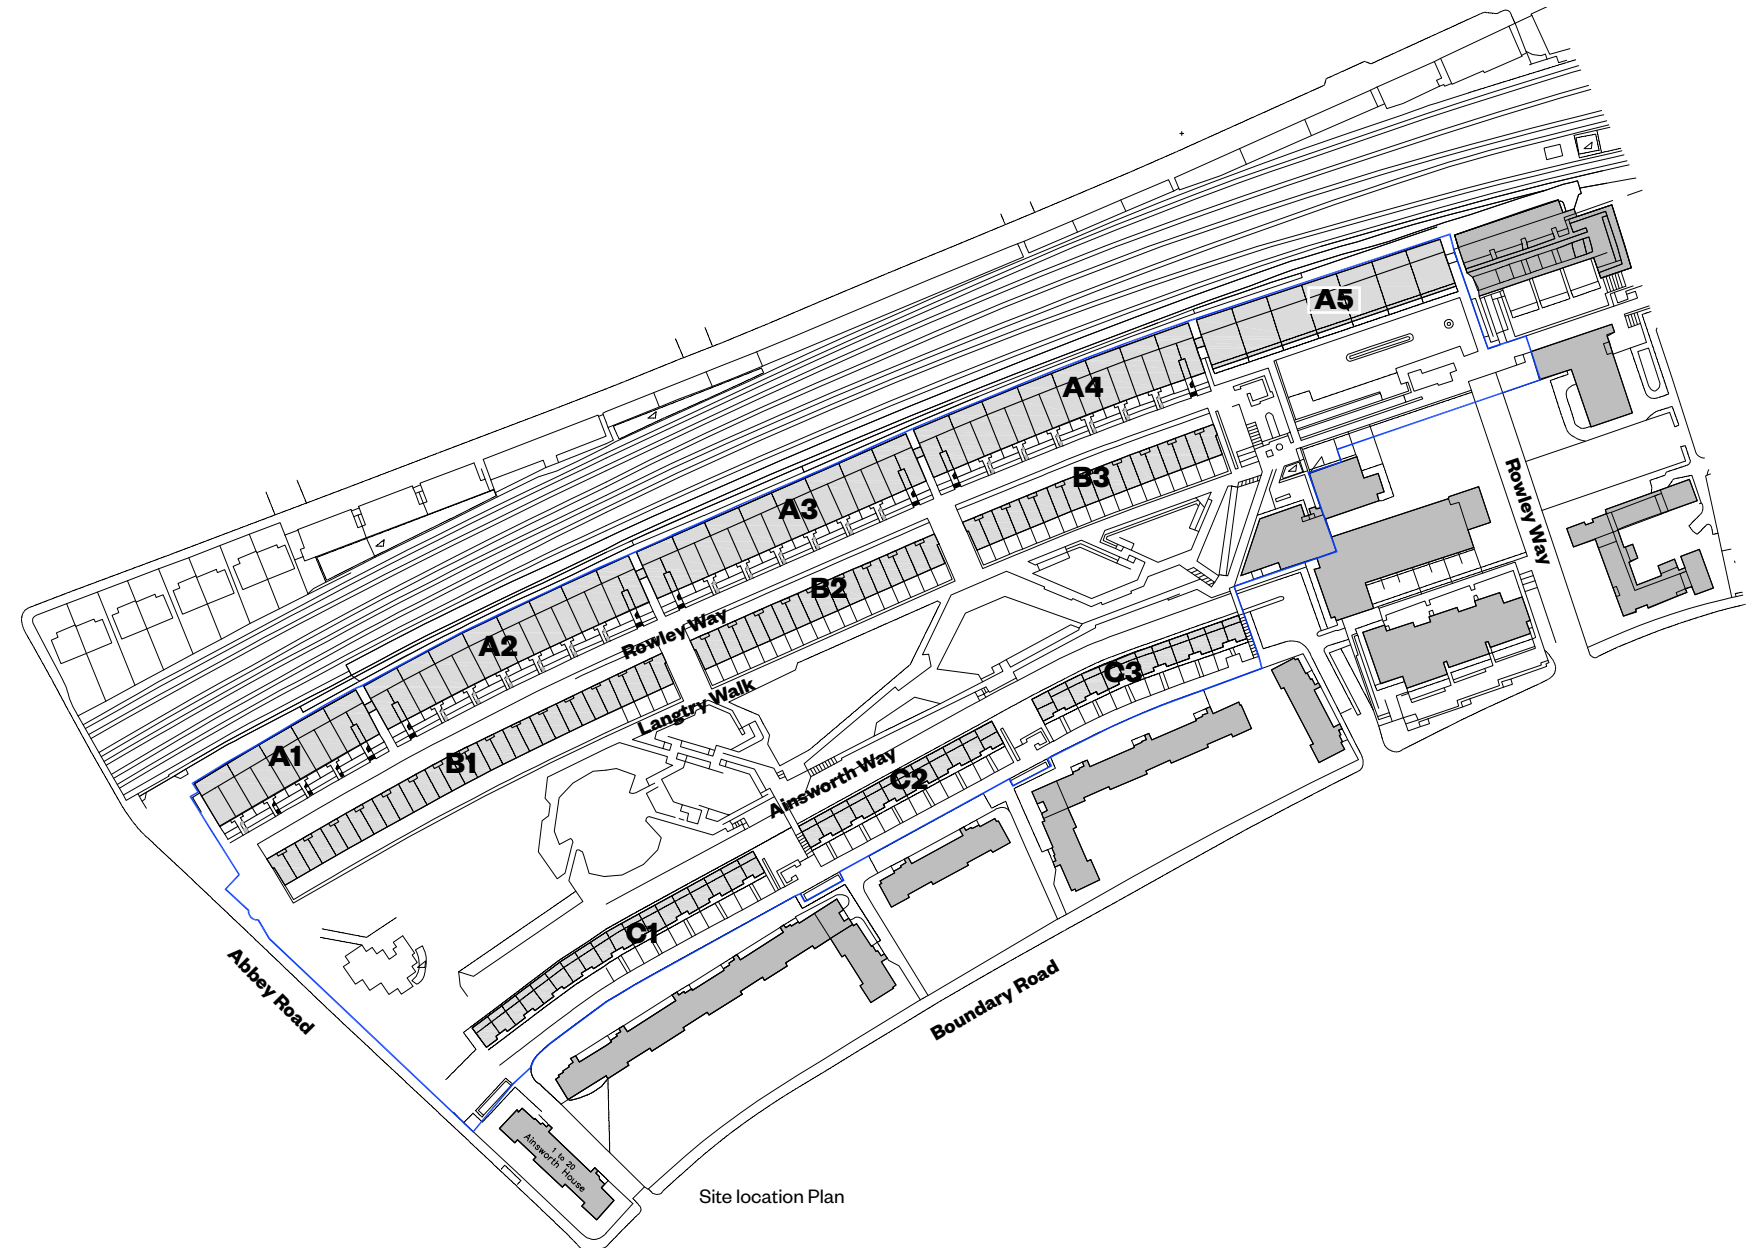 A5
A4
A3
B3
B2
Rowley Way
A2
Rowley Way
C3
Langtry Walk
A1
B1
Ainsworth Way
C2
C1
Abbey Road
Boundary Road
1 to 20
Ainsworth House
Site location Plan